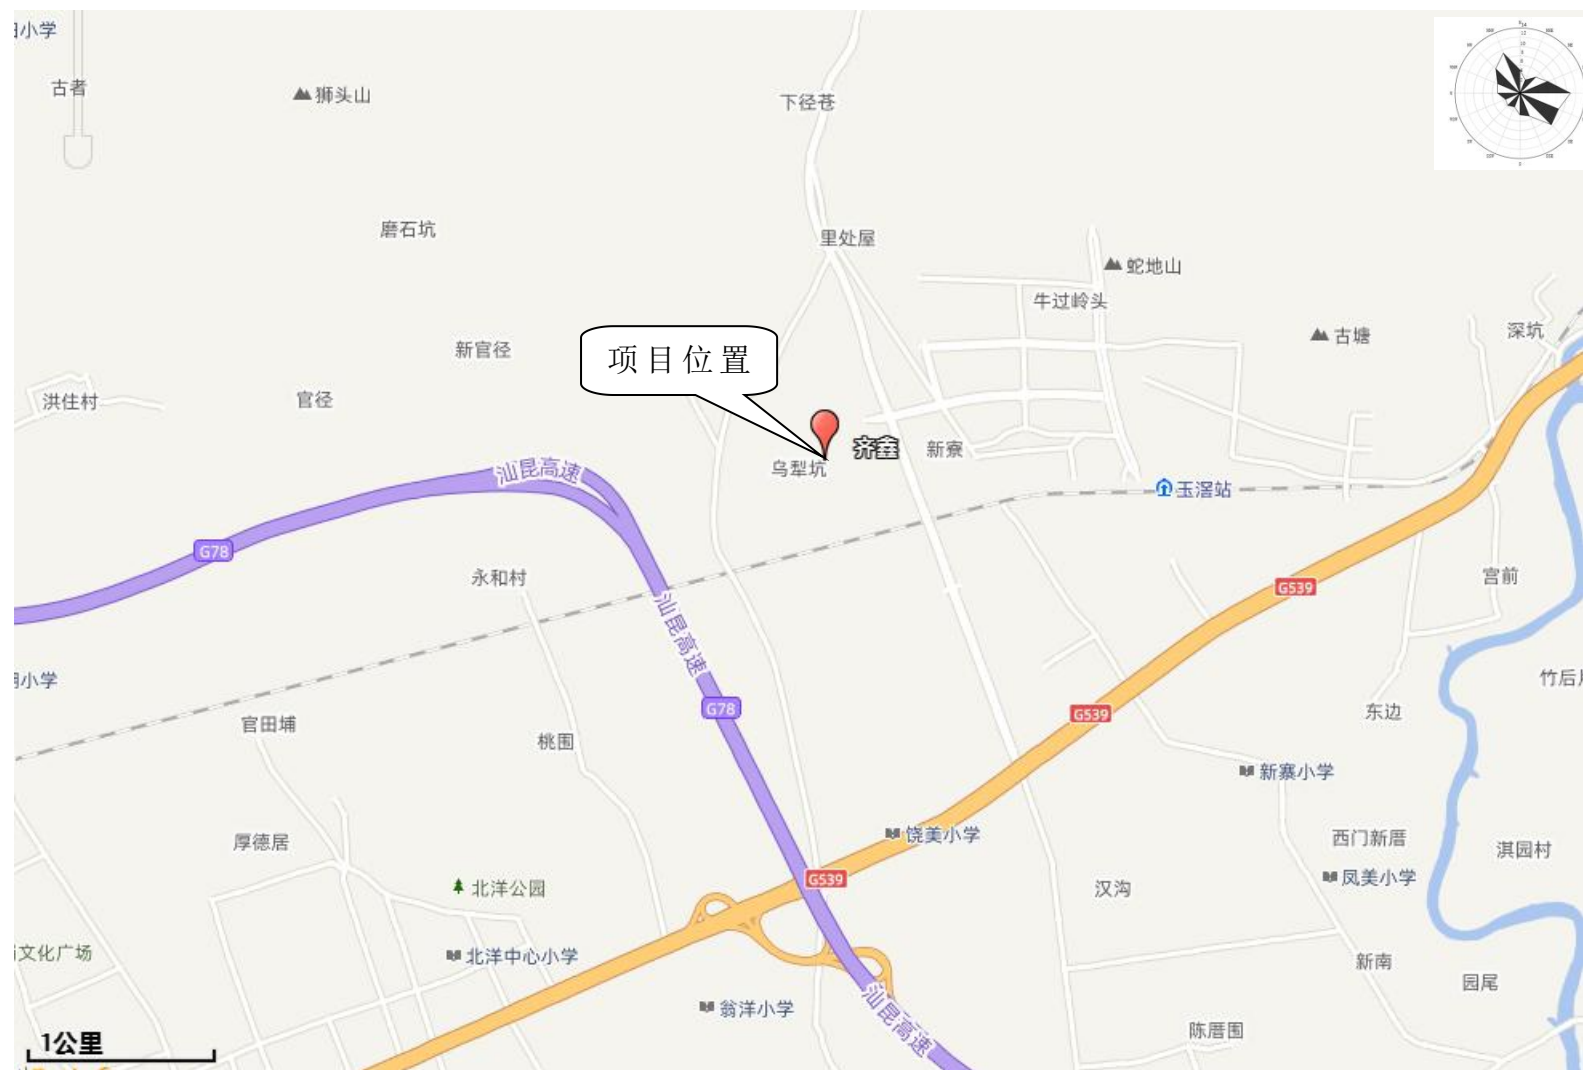 小学
古者
狮头山
下径苍
磨石坑
里处屋
蛇地山
牛过岭头
古塘
深坑
新官径
项目位置
洪住村
官径
齐鑫
新寮
乌犁坑
汕昆高速
玉滘站
G78
永和村
宫前
G539
汕昆高速
小学
竹后
G78
G539
东边
官田埔
桃围
新寨小学
厚德居
饶美小学
西门新厝
淇园村
G539
凤美小学
北洋公园
汉沟
文化广场
北洋中心小学
新南
园尾
翁洋小学
汕昆高速
陈厝围
1公里